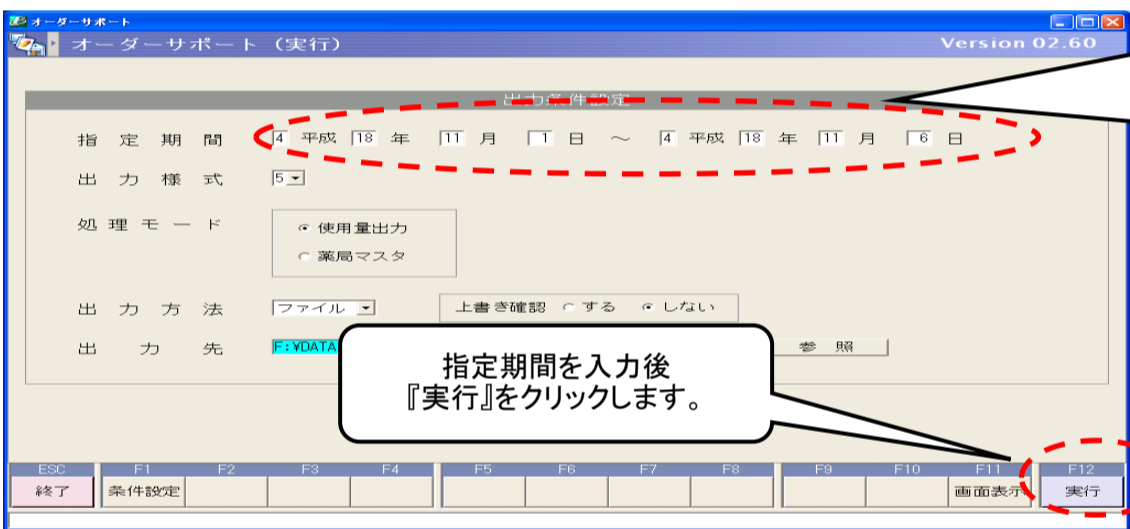 オーダーサポート
オーダーサポート (実行) Version 02.60
出力条件設定
指定期間 4 平成 18 年 11 月 1 日 ～ 4 平成 18 年 11 月 6 日
出力様式 5
処理モード 使用量出力
薬局マスタ
出力方法 ファイル 上書き確認 する しない
出力先 F:¥DATA 参照
指定期間を入力後
『実行』をクリックします。
ESC F1 F2 F3 F4 F5 F6 F7 F8 F9 F10 F11 F12
終了 条件設定 画面表示 実行